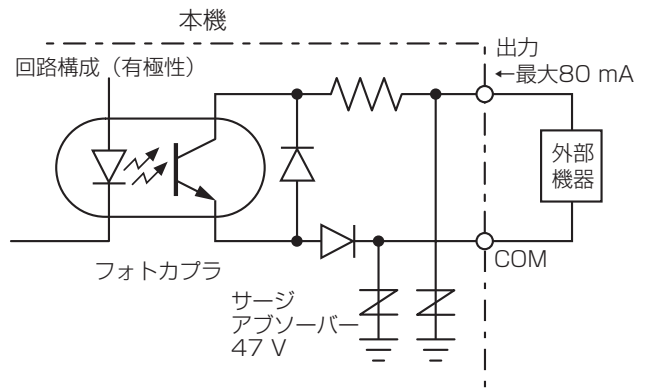 本機
回路構成（有極性）
出力
←最大80 mA
外部
機器
COM
フォトカプラ
サージ
アブソーバー
47 V